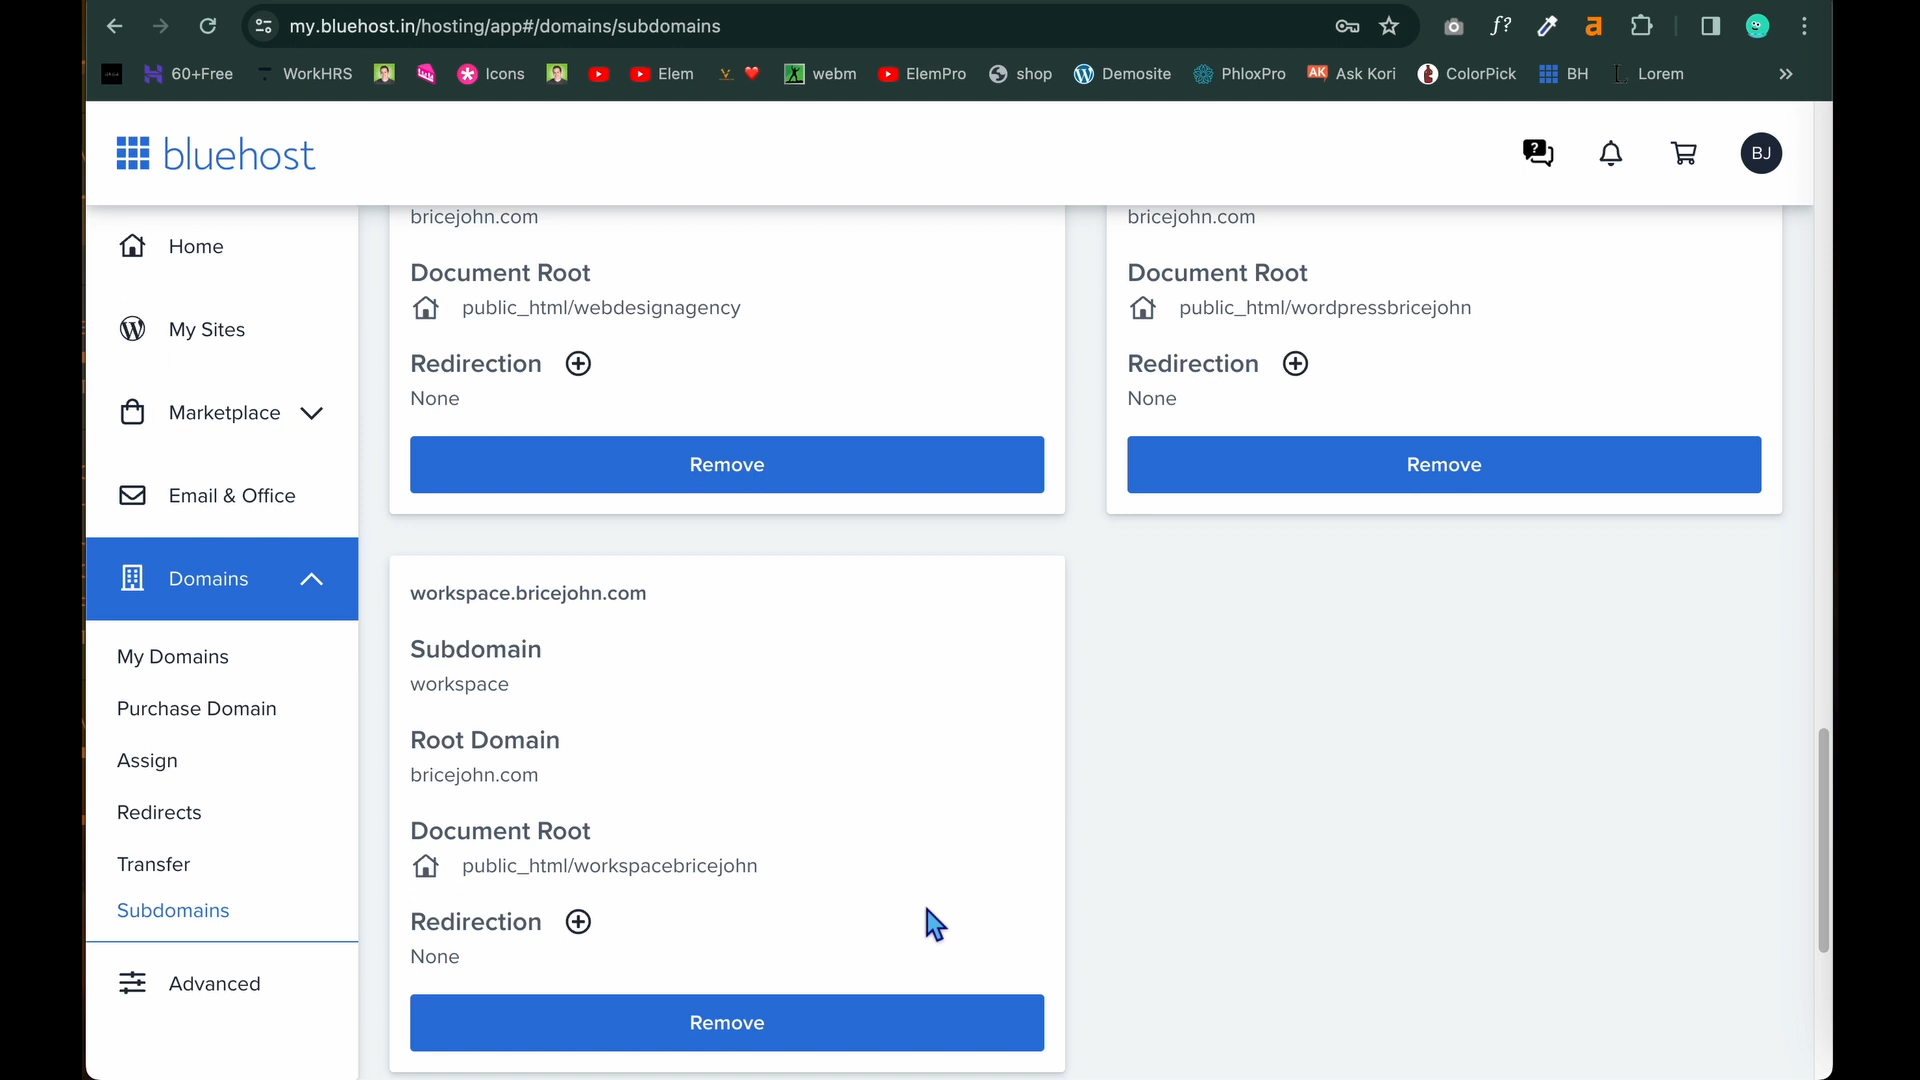 my.bluehost.in/hosting/app#/domains/subdomains
f?
a
60+Free
WorkHRS
Icons
Elem
webm
ElemPro
shop
Demosite
PhloxPro
AK
Ask Kori
ColorPick
BH
Lorem
bluehost
BJ
Home
My Sites
Marketplace
Email & Office
Domains
My Domains
Purchase Domain
Assign
Redirects
Transfer
Subdomains
Advanced
bricejohn.com
Document Root
public_html/webdesignagency
Redirection
None
Remove
bricejohn.com
Document Root
public_html/wordpressbricejohn
Redirection
None
Remove
workspace.bricejohn.com
Subdomain
workspace
Root Domain
bricejohn.com
Document Root
public_html/workspacebricejohn
Redirection
None
Remove